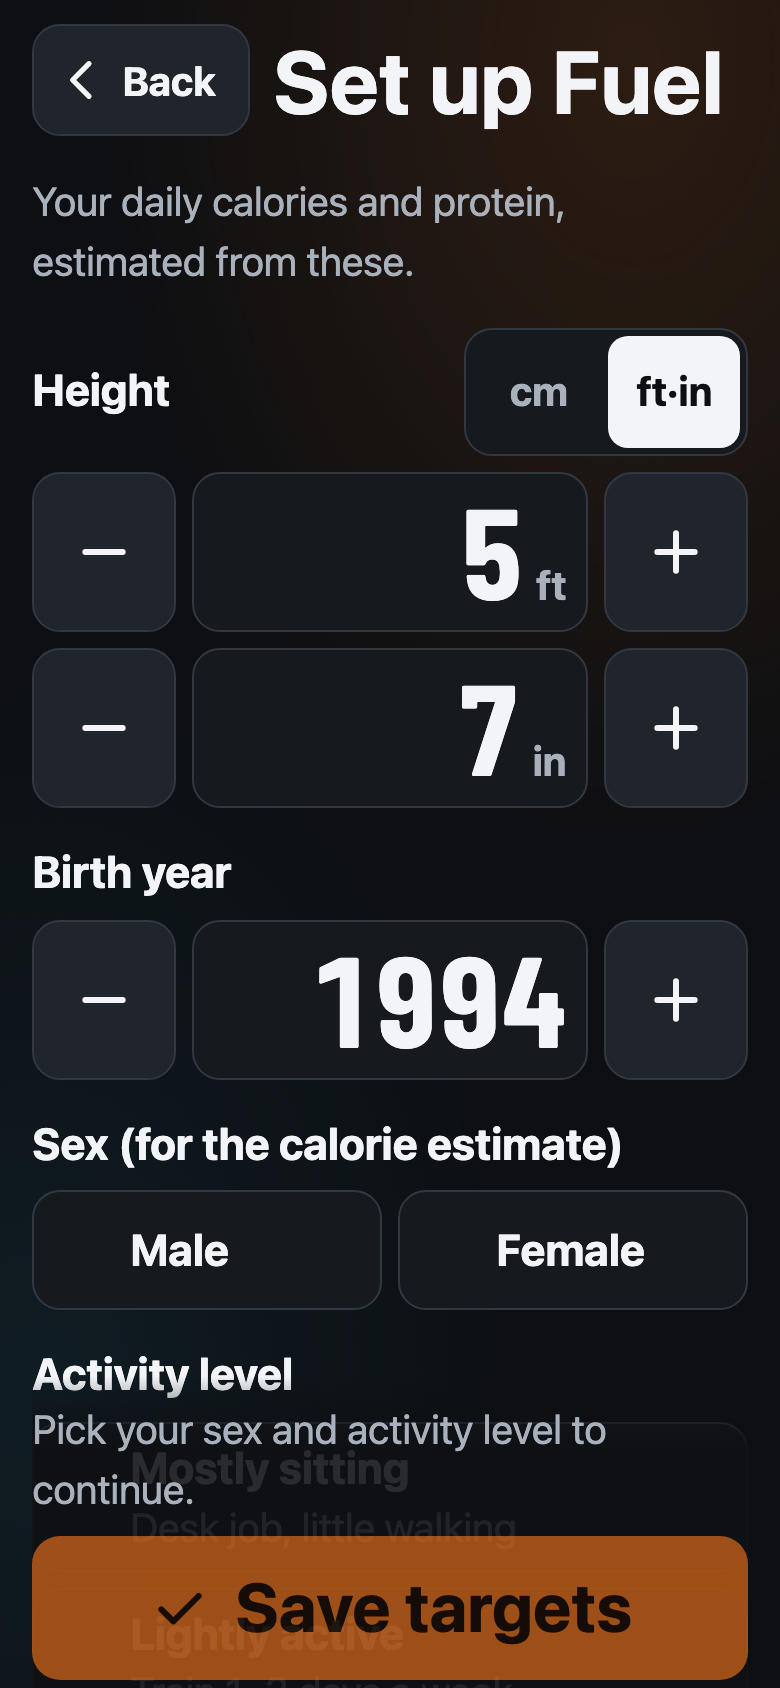 Back
Set up Fuel
Your daily calories and protein,
estimated from these.
Height
cm
ft·in
5 ft
7 in
Birth year
1994
Sex (for the calorie estimate)
Male
Female
Activity level
Pick your sex and activity level to
continue.
Mostly sitting
Desk job, little walking
Save targets
Lightly active